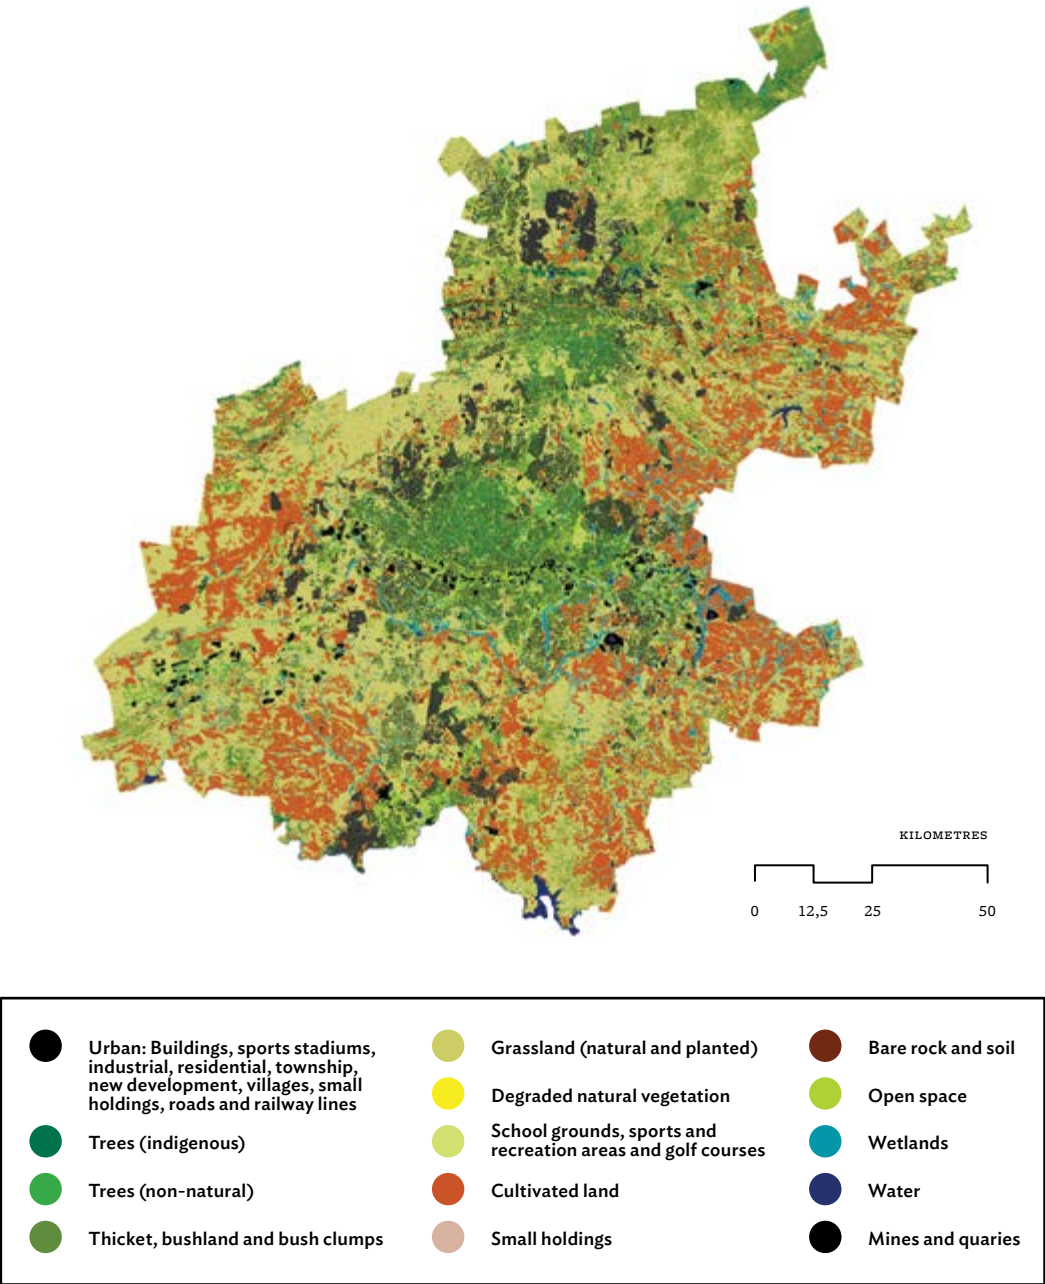 KILOMETRES
0 12,5 25 50
Urban: Buildings, sports stadiums,
industrial, residential, township,
new development, villages, small
holdings, roads and railway lines
Trees (indigenous)
Trees (non-natural)
Thicket, bushland and bush clumps
Grassland (natural and planted)
Degraded natural vegetation
School grounds, sports and
recreation areas and golf courses
Cultivated land
Small holdings
Bare rock and soil
Open space
Wetlands
Water
Mines and quaries